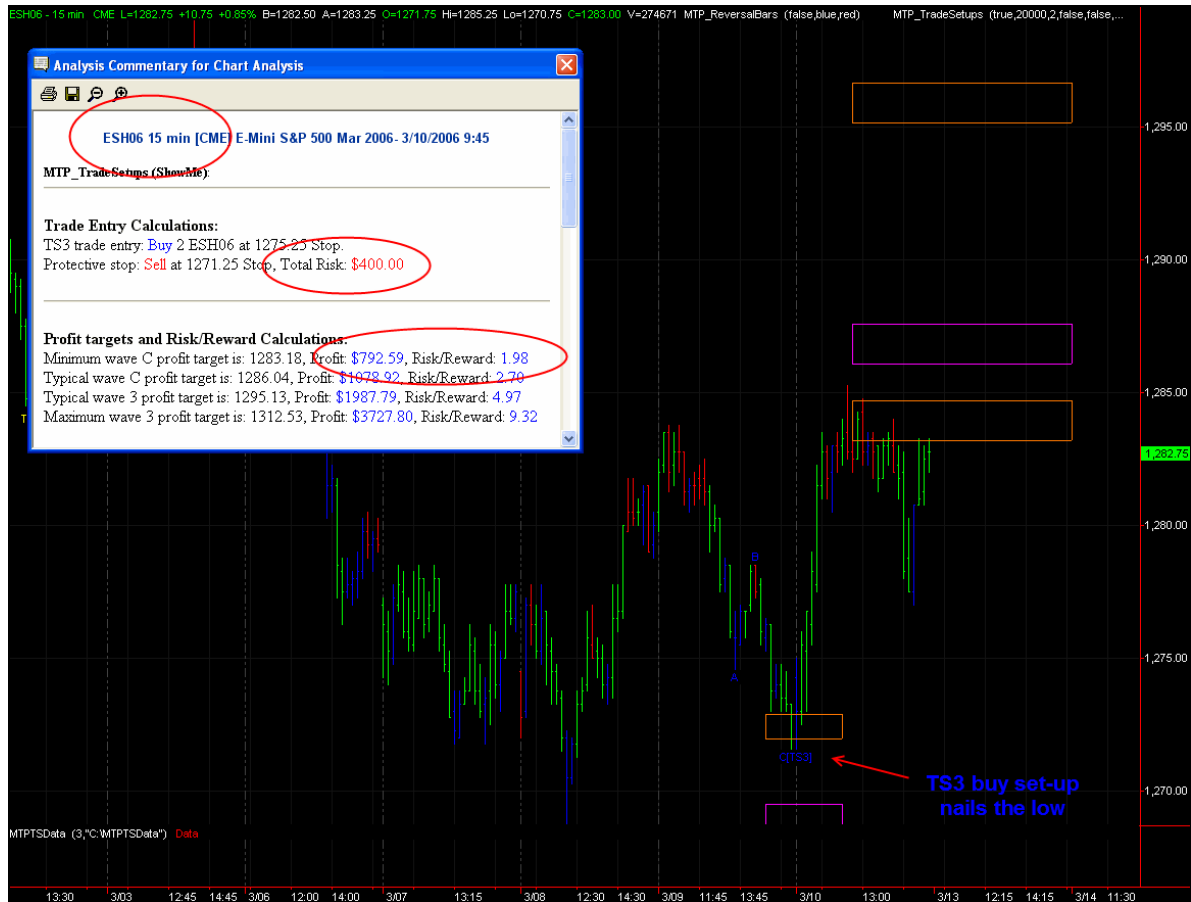 ESH06 - 15 min CME L=1282.75 +10.75 +0.85% B=1282.50 A=1283.25 O=1271.75 Hi=1285.25 Lo=1270.75 C=1283.00 V=274671 MTP_ReversalBars (false,blue,red) MTP_TradeSetups (true,20000,2,false,false,...
Analysis Commentary for Chart Analysis
ESH06 15 min [CME] E-Mini S&P 500 Mar 2006- 3/10/2006 9:45
MTP_TradeSetups (ShowMe):
Trade Entry Calculations:
TS3 trade entry: Buy 2 ESH06 at 1275.25 Stop.
Protective stop: Sell at 1271.25 Stop, Total Risk: $400.00
Profit targets and Risk/Reward Calculations:
Minimum wave C profit target is: 1283.18, Profit: $792.59, Risk/Reward: 1.98
Typical wave C profit target is: 1286.04, Profit: $1078.92, Risk/Reward: 2.70
Typical wave 3 profit target is: 1295.13, Profit: $1987.79, Risk/Reward: 4.97
Maximum wave 3 profit target is: 1312.53, Profit: $3727.80, Risk/Reward: 9.32
1,295.00
1,290.00
1,285.00
1,282.75
1,280.00
1,275.00
1,270.00
T
B
A
C[TS3]
TS3 buy set-up
nails the low
MTPTSData (3,"C:\MTPTSData") Data
13:30 3/03 12:45 14:45 3/06 12:00 14:00 3/07 13:15 3/08 12:30 14:30 3/09 11:45 13:45 3/10 13:00 3/13 12:15 14:15 3/14 11:30